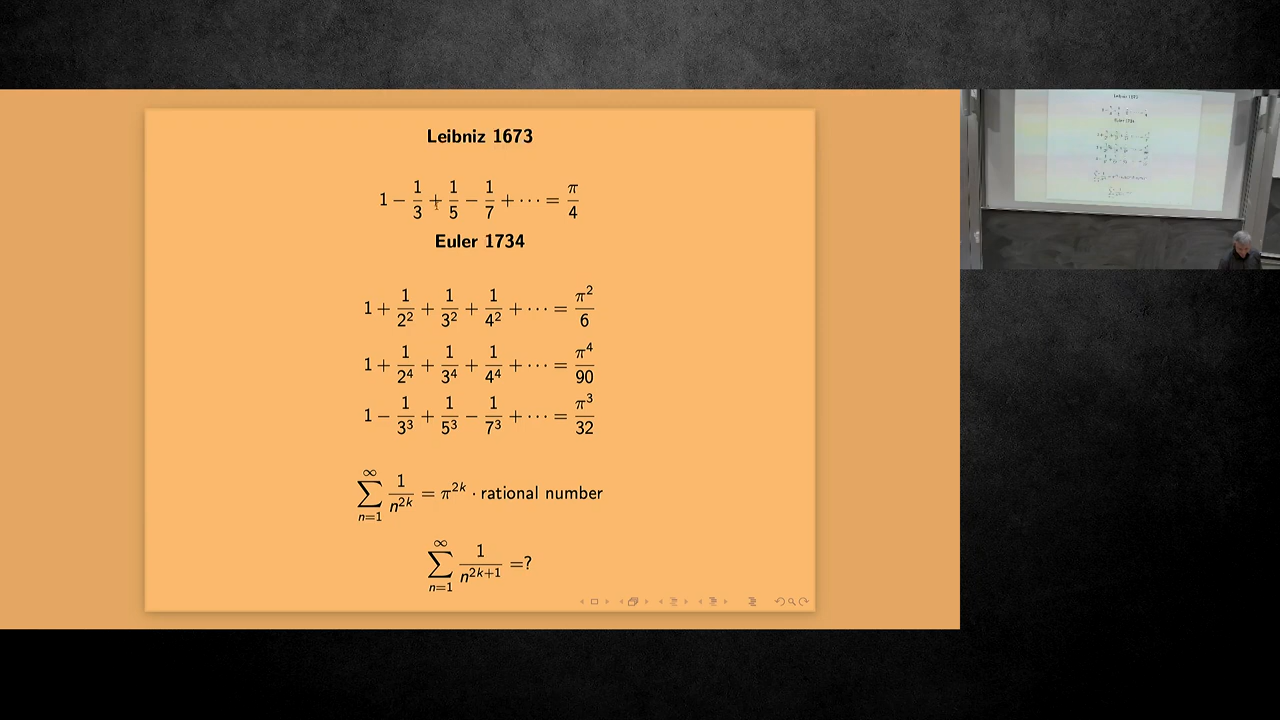 Leibniz 1673
1 − 1/3 + 1/5 − 1/7 + ⋯ = π/4
Euler 1734
1 + 1/2² + 1/3² + 1/4² + ⋯ = π²/6
1 + 1/2⁴ + 1/3⁴ + 1/4⁴ + ⋯ = π⁴/90
1 − 1/3³ + 1/5³ − 1/7³ + ⋯ = π³/32
∑_{n=1}^{∞} 1/n^{2k} = π^{2k} · rational number
∑_{n=1}^{∞} 1/n^{2k+1} =?